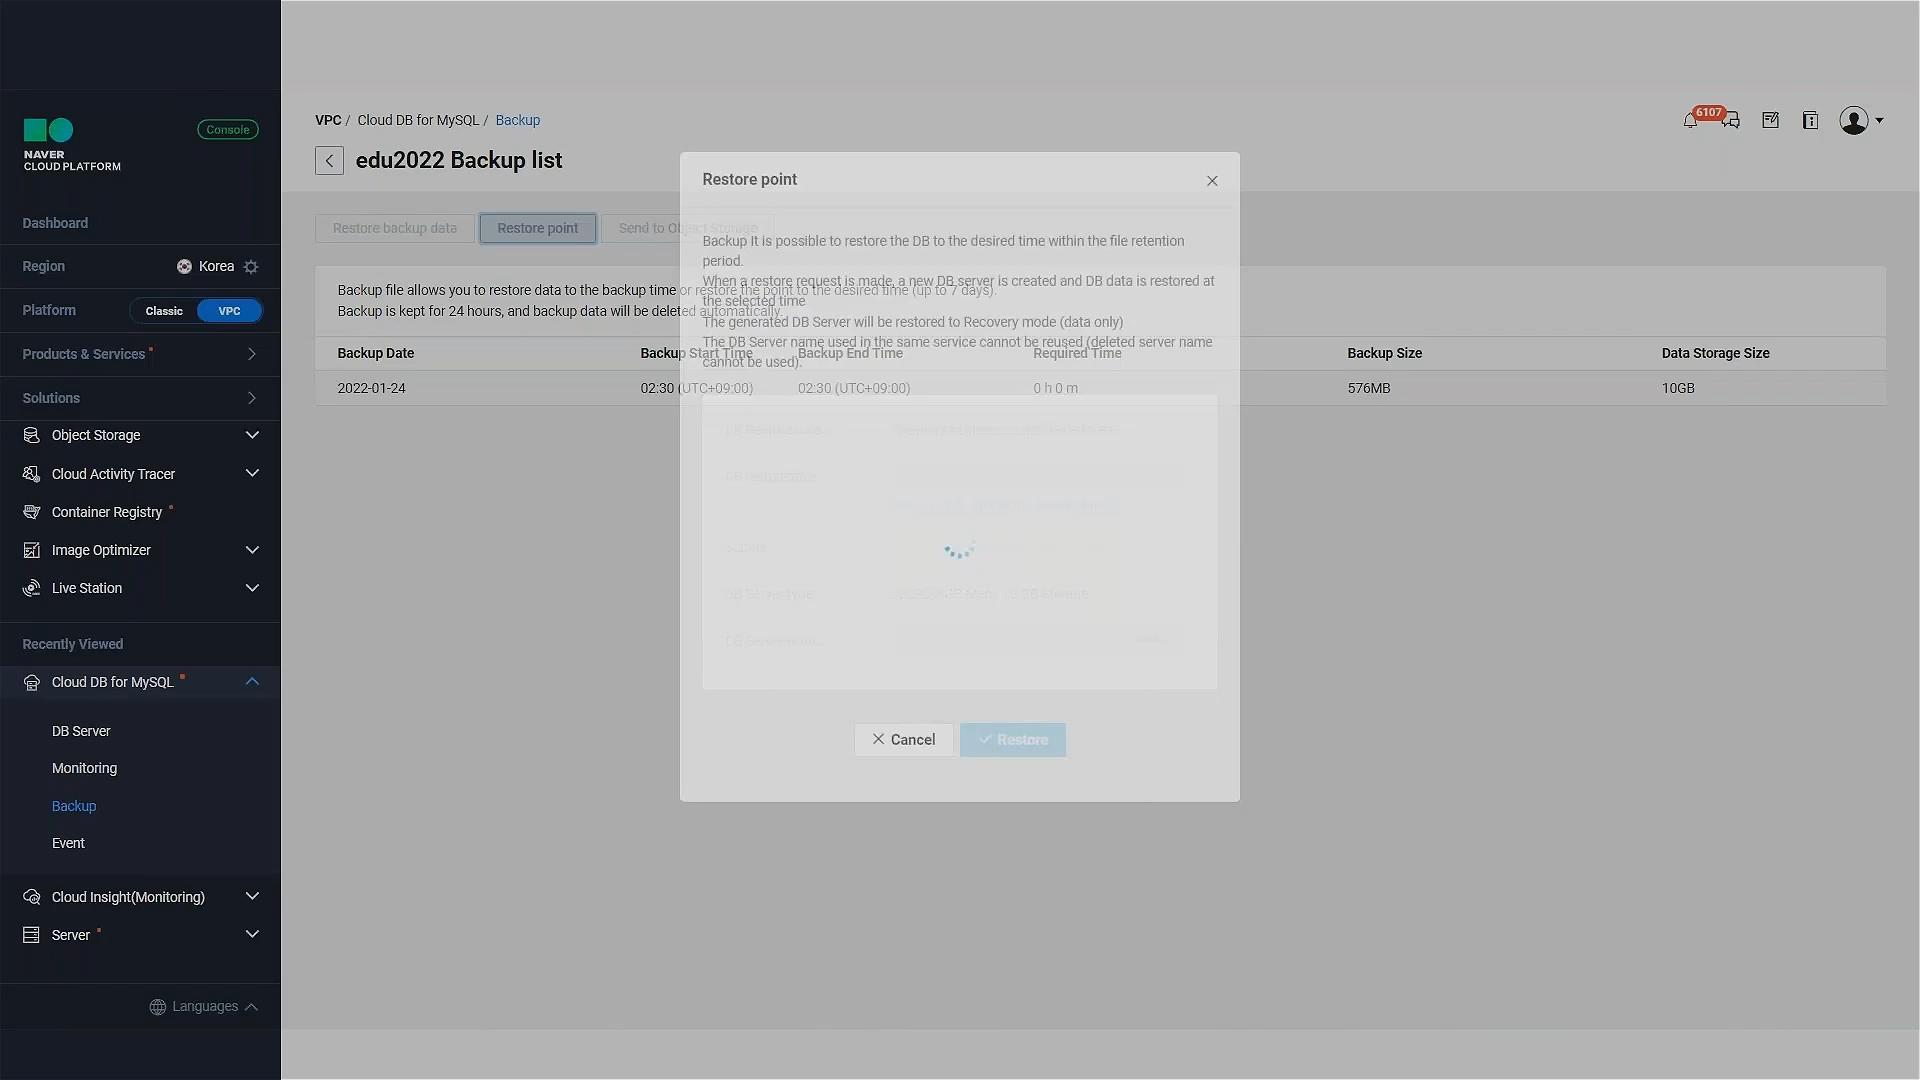 NAVER
CLOUD PLATFORM
Console
Dashboard
Region
Korea
Platform
Classic
VPC
Products & Services
Solutions
Object Storage
Cloud Activity Tracer
Container Registry
Image Optimizer
Live Station
Recently Viewed
Cloud DB for MySQL
DB Server
Monitoring
Backup
Event
Cloud Insight(Monitoring)
Server
Languages
VPC / Cloud DB for MySQL / Backup
6107
edu2022 Backup list
Restore backup data
Restore point
Send to Object Storage
Backup file allows you to restore data to the backup time or restore the point to the desired time (up to 7 days).
Backup is kept for 24 hours, and backup data will be deleted automatically.
Backup Date
Backup Start Time
Backup End Time
Required Time
Backup Size
Data Storage Size
2022-01-24
02:30 (UTC+09:00)
02:30 (UTC+09:00)
0 h 0 m
576MB
10GB
Restore point
Backup It is possible to restore the DB to the desired time within the file retention
period.
When a restore request is made, a new DB server is created and DB data is restored at
the selected time
The generated DB Server will be restored to Recovery mode (data only)
The DB Server name used in the same service cannot be reused (deleted server name
cannot be used).
DB Server type
Cancel
Restore